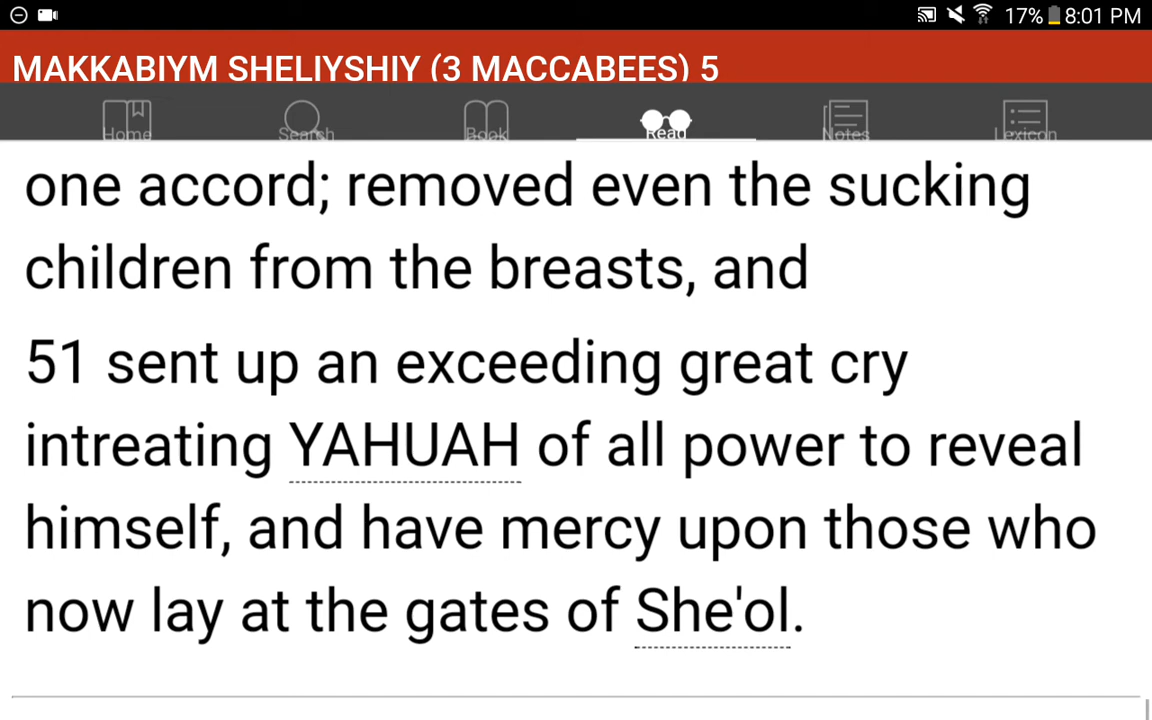 17% 8:01 PM
MAKKABIYM SHELIYSHIY (3 MACCABEES) 5
Home Search Book Read Notes Lexicon
one accord; removed even the sucking
children from the breasts, and
51 sent up an exceeding great cry
intreating YAHUAH of all power to reveal
himself, and have mercy upon those who
now lay at the gates of She'ol.